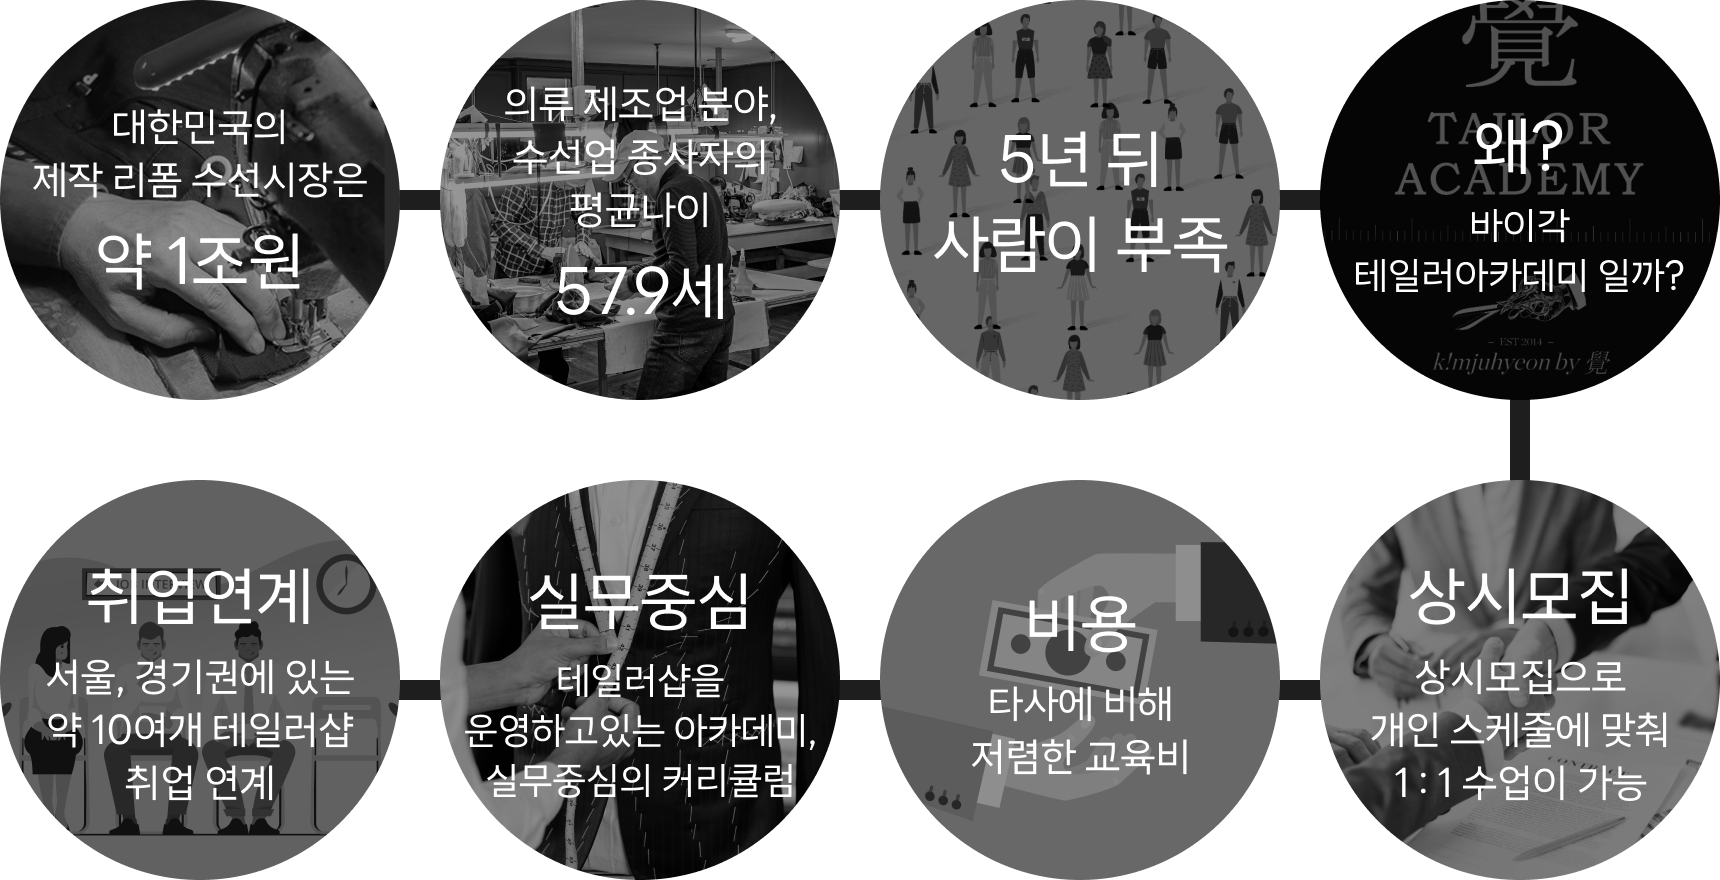 대한민국의
제작 리폼 수선시장은
약 1조원
의류 제조업 분야,
수선업 종사자의
평균나이
57.9세
5년 뒤
사람이 부족
覺
TAILOR
ACADEMY
왜?
바이각
테일러아카데미 일까?
– EST 2014 –
k!mjuhyeon by 覺
상시모집
상시모집으로
개인 스케줄에 맞춰
1 : 1 수업이 가능
비용
타사에 비해
저렴한 교육비
실무중심
테일러샵을
운영하고있는 아카데미,
실무중심의 커리큘럼
JOB INTERVIEW
취업연계
서울, 경기권에 있는
약 10여개 테일러샵
취업 연계